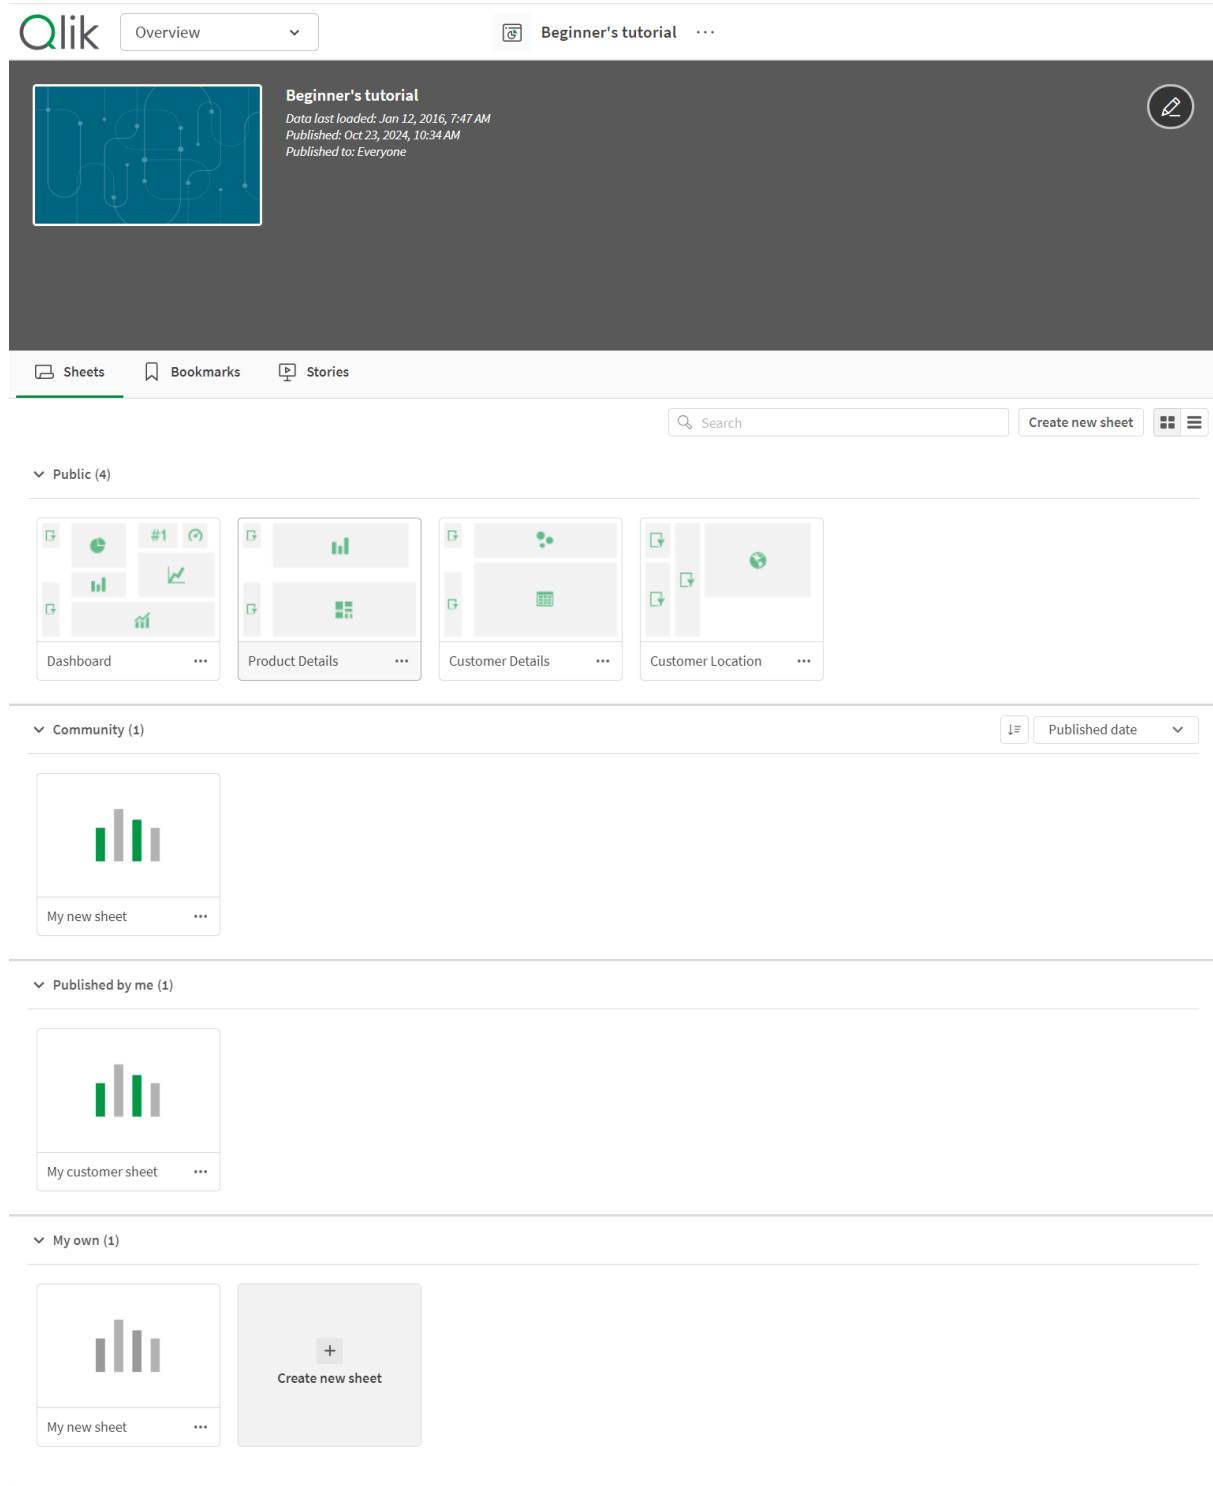 Qlik
Overview
Beginner's tutorial
Beginner's tutorial
Data last loaded: Jan 12, 2016, 7:47 AM
Published: Oct 23, 2024, 10:34 AM
Published to: Everyone
Sheets
Bookmarks
Stories
Search
Create new sheet
Public (4)
#1
Dashboard
Product Details
Customer Details
Customer Location
Community (1)
Published date
My new sheet
Published by me (1)
My customer sheet
My own (1)
Create new sheet
My new sheet